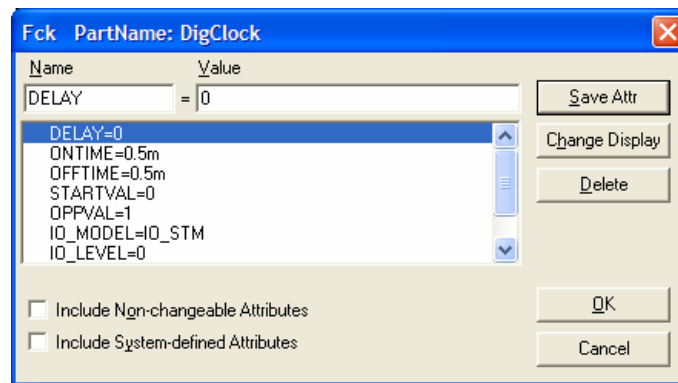 Fck PartName: DigClock
Name Value
DELAY = 0
Save Attr
DELAY=0
ONTIME=0.5m
OFFTIME=0.5m
STARTVAL=0
OPPVAL=1
IO_MODEL=IO_STM
IO_LEVEL=0
Change Display
Delete
Include Non-changeable Attributes
Include System-defined Attributes
OK
Cancel